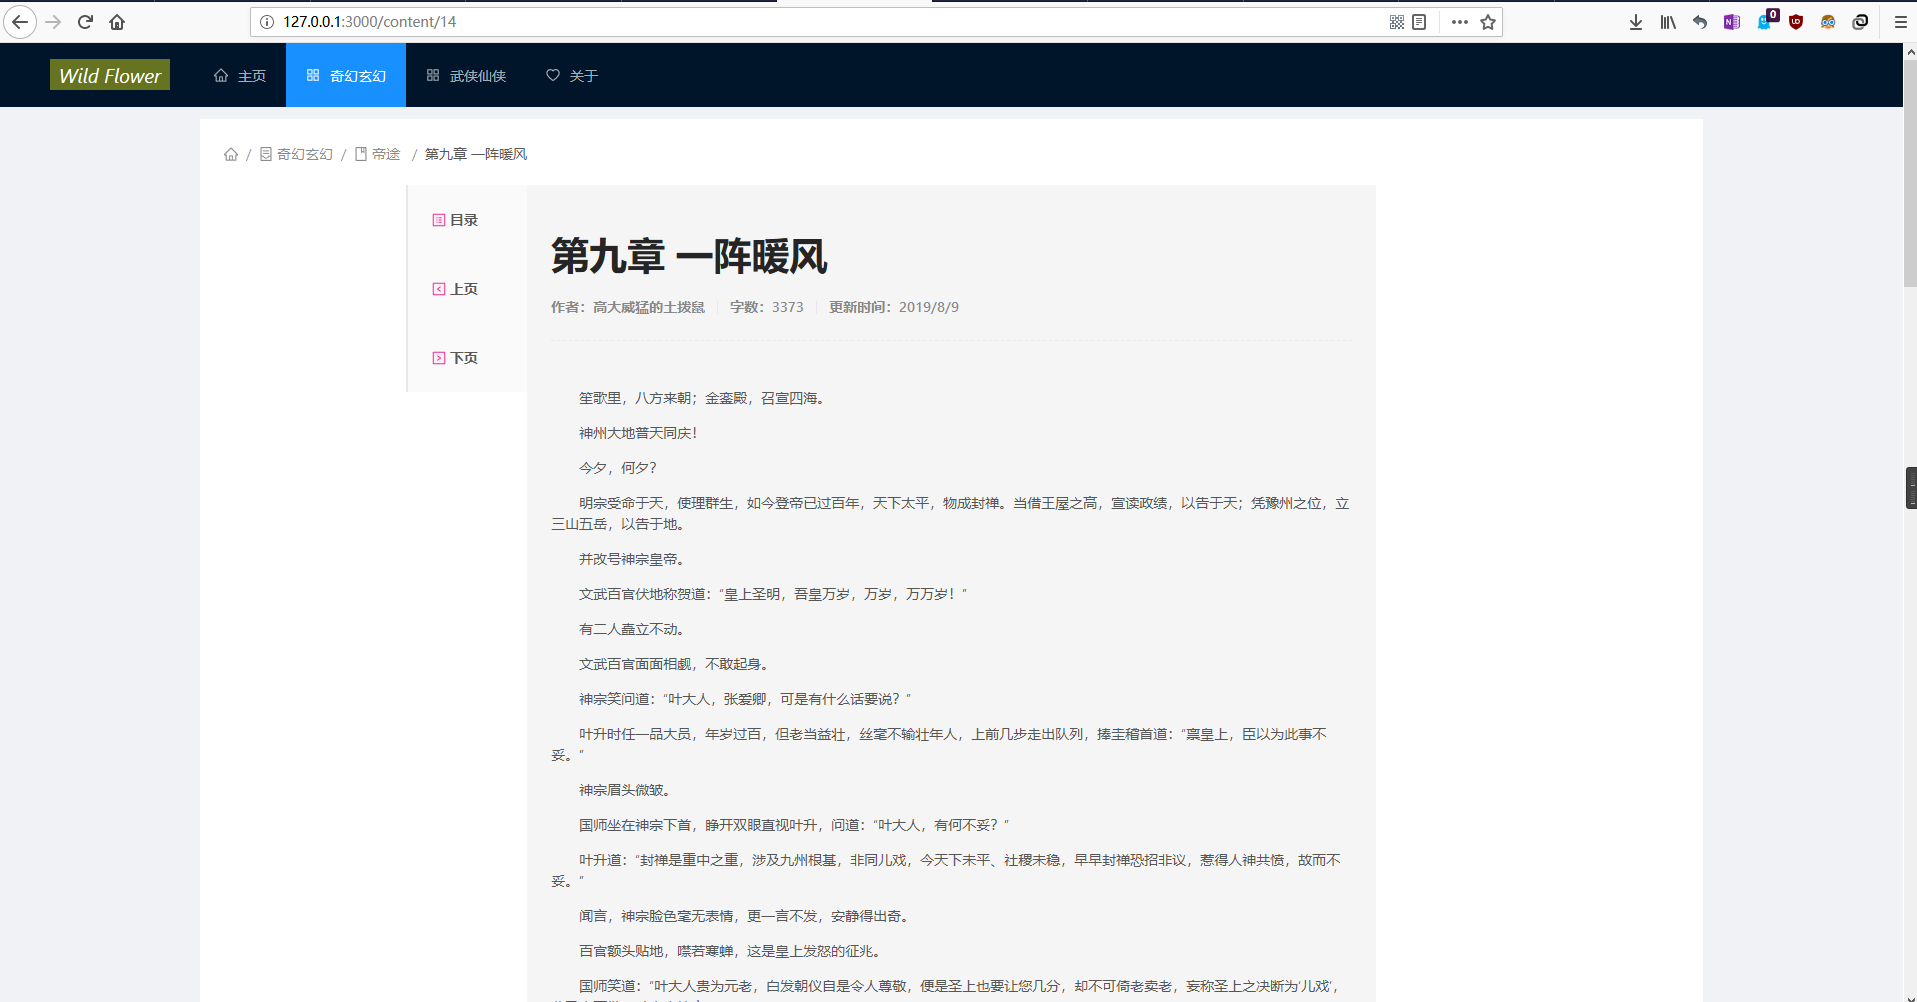 127.0.0.1:3000/content/14
0
Wild Flower
主页
奇幻玄幻
武侠仙侠
关于
/ 奇幻玄幻 / 帝途 / 第九章 一阵暖风
目录
上页
下页
第九章 一阵暖风
作者：高大威猛的土拨鼠 字数：3373 更新时间：2019/8/9
笙歌里，八方来朝；金銮殿，召宣四海。
神州大地普天同庆！
今夕，何夕？
明宗受命于天，使理群生，如今登帝已过百年，天下太平，物成封禅。当借王屋之高，宣读政绩，以告于天；凭豫州之位，立
三山五岳，以告于地。
并改号神宗皇帝。
文武百官伏地称贺道：“皇上圣明，吾皇万岁，万岁，万万岁！”
有二人矗立不动。
文武百官面面相觑，不敢起身。
神宗笑问道：“叶大人，张爱卿，可是有什么话要说？”
叶升时任一品大员，年岁过百，但老当益壮，丝毫不输壮年人，上前几步走出队列，捧圭稽首道：“禀皇上，臣以为此事不
妥。”
神宗眉头微皱。
国师坐在神宗下首，睁开双眼直视叶升，问道：“叶大人，有何不妥？”
叶升道：“封禅是重中之重，涉及九州根基，非同儿戏，今天下未平、社稷未稳，早早封禅恐招非议，惹得人神共愤，故而不
妥。”
闻言，神宗脸色毫无表情，更一言不发，安静得出奇。
百官额头贴地，噤若寒蝉，这是皇上发怒的征兆。
国师笑道：“叶大人贵为元老，白发朝仪自是令人尊敬，便是圣上也要让您几分，却不可倚老卖老，妄称圣上之决断为‘儿戏’，